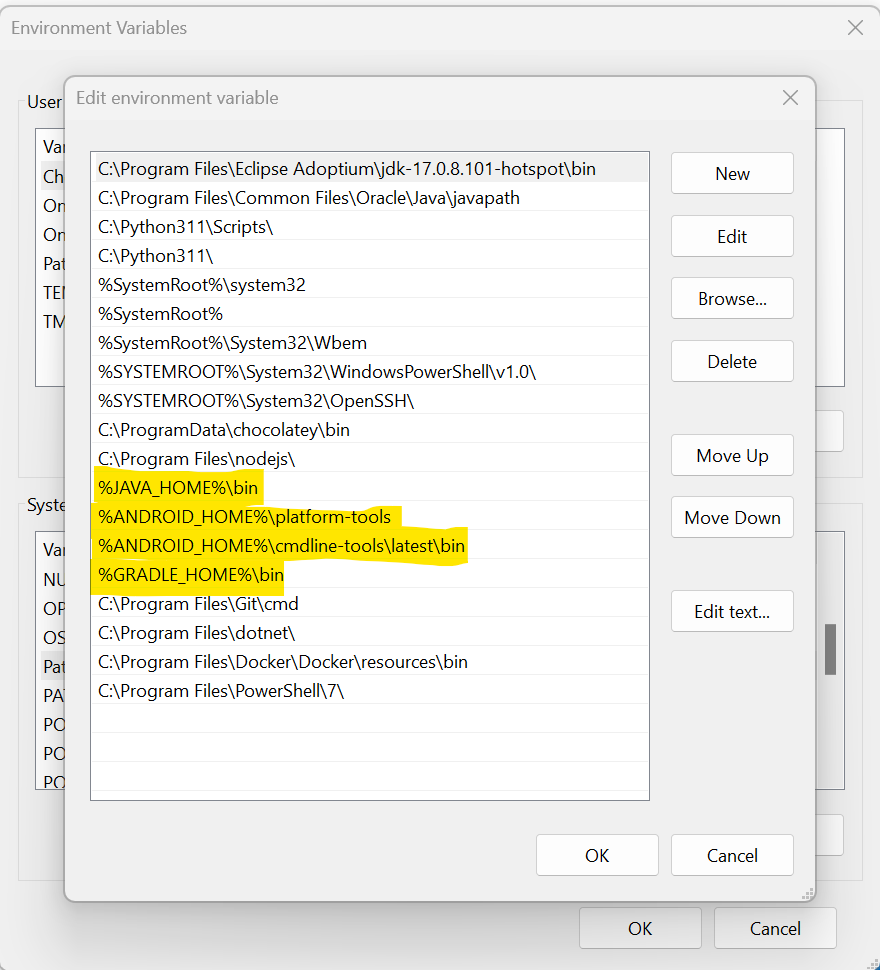 Environment Variables
User
Edit environment variable
Var
Ch
On
On
Pat
TEM
TM
C:\Program Files\Eclipse Adoptium\jdk-17.0.8.101-hotspot\bin
C:\Program Files\Common Files\Oracle\Java\javapath
C:\Python311\Scripts\
C:\Python311\
%SystemRoot%\system32
%SystemRoot%
%SystemRoot%\System32\Wbem
%SYSTEMROOT%\System32\WindowsPowerShell\v1.0\
%SYSTEMROOT%\System32\OpenSSH\
C:\ProgramData\chocolatey\bin
C:\Program Files\nodejs\
%JAVA_HOME%\bin
%ANDROID_HOME%\platform-tools
%ANDROID_HOME%\cmdline-tools\latest\bin
%GRADLE_HOME%\bin
C:\Program Files\Git\cmd
C:\Program Files\dotnet\
C:\Program Files\Docker\Docker\resources\bin
C:\Program Files\PowerShell\7\
New
Edit
Browse...
Delete
Move Up
Move Down
Edit text...
OK
Cancel
Syste
Var
NU
OP
OS
Pat
PA
PO
PO
PO
OK
Cancel